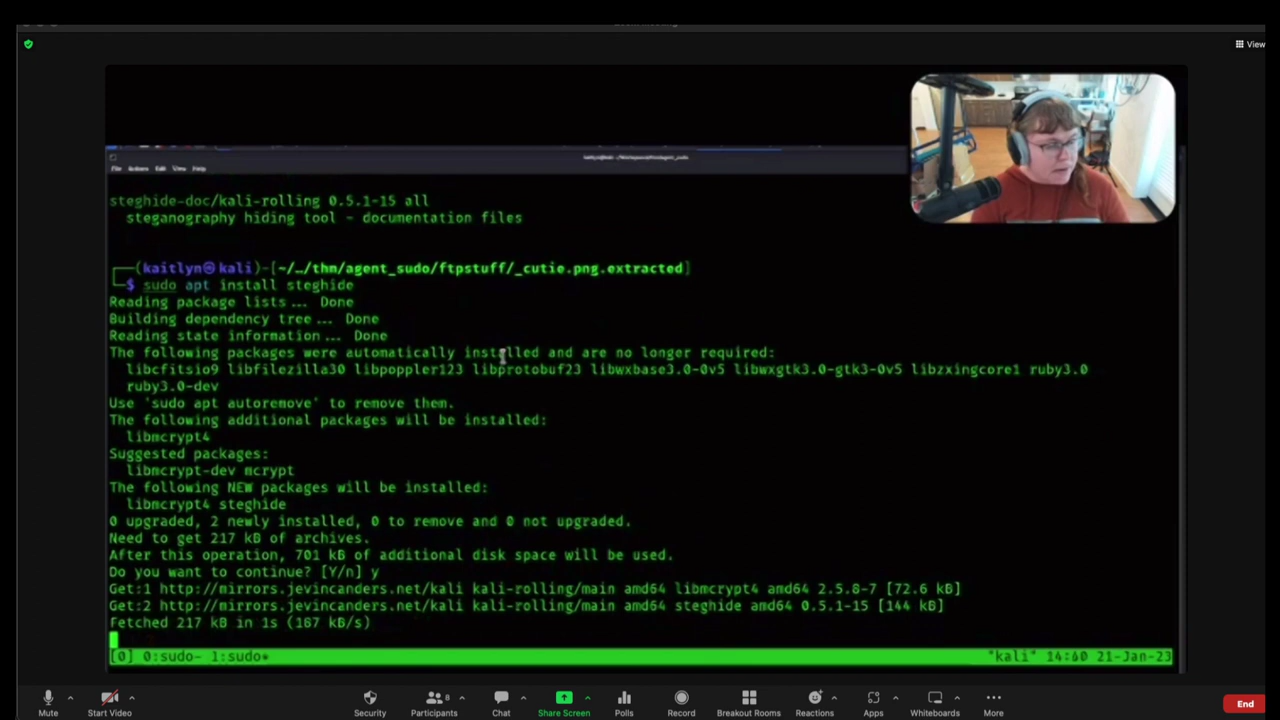 View
File Actions Edit View Help
steghide-doc/kali-rolling 0.5.1-15 all
steganography hiding tool - documentation files
┌──(kaitlyn㉿kali)-[~/…/thm/agent_sudo/ftpstuff/_cutie.png.extracted]
└─$ sudo apt install steghide
Reading package lists... Done
Building dependency tree... Done
Reading state information... Done
The following packages were automatically installed and are no longer required:
libcfitsio9 libfilezilla30 libpoppler123 libprotobuf23 libwxbase3.0-0v5 libwxgtk3.0-gtk3-0v5 libzxingcore1 ruby3.0
ruby3.0-dev
Use 'sudo apt autoremove' to remove them.
The following additional packages will be installed:
libmcrypt4
Suggested packages:
libmcrypt-dev mcrypt
The following NEW packages will be installed:
libmcrypt4 steghide
0 upgraded, 2 newly installed, 0 to remove and 0 not upgraded.
Need to get 217 kB of archives.
After this operation, 701 kB of additional disk space will be used.
Do you want to continue? [Y/n] y
Get:1 http://mirrors.jevincanders.net/kali kali-rolling/main amd64 libmcrypt4 amd64 2.5.8-7 [72.6 kB]
Get:2 http://mirrors.jevincanders.net/kali kali-rolling/main amd64 steghide amd64 0.5.1-15 [144 kB]
Fetched 217 kB in 1s (187 kB/s)
[0] 0:sudo- 1:sudo* "kali" 21-Jan-23
Mute Start Video Security Participants 8 Chat Share Screen Polls Record Breakout Rooms Reactions Apps Whiteboards More End